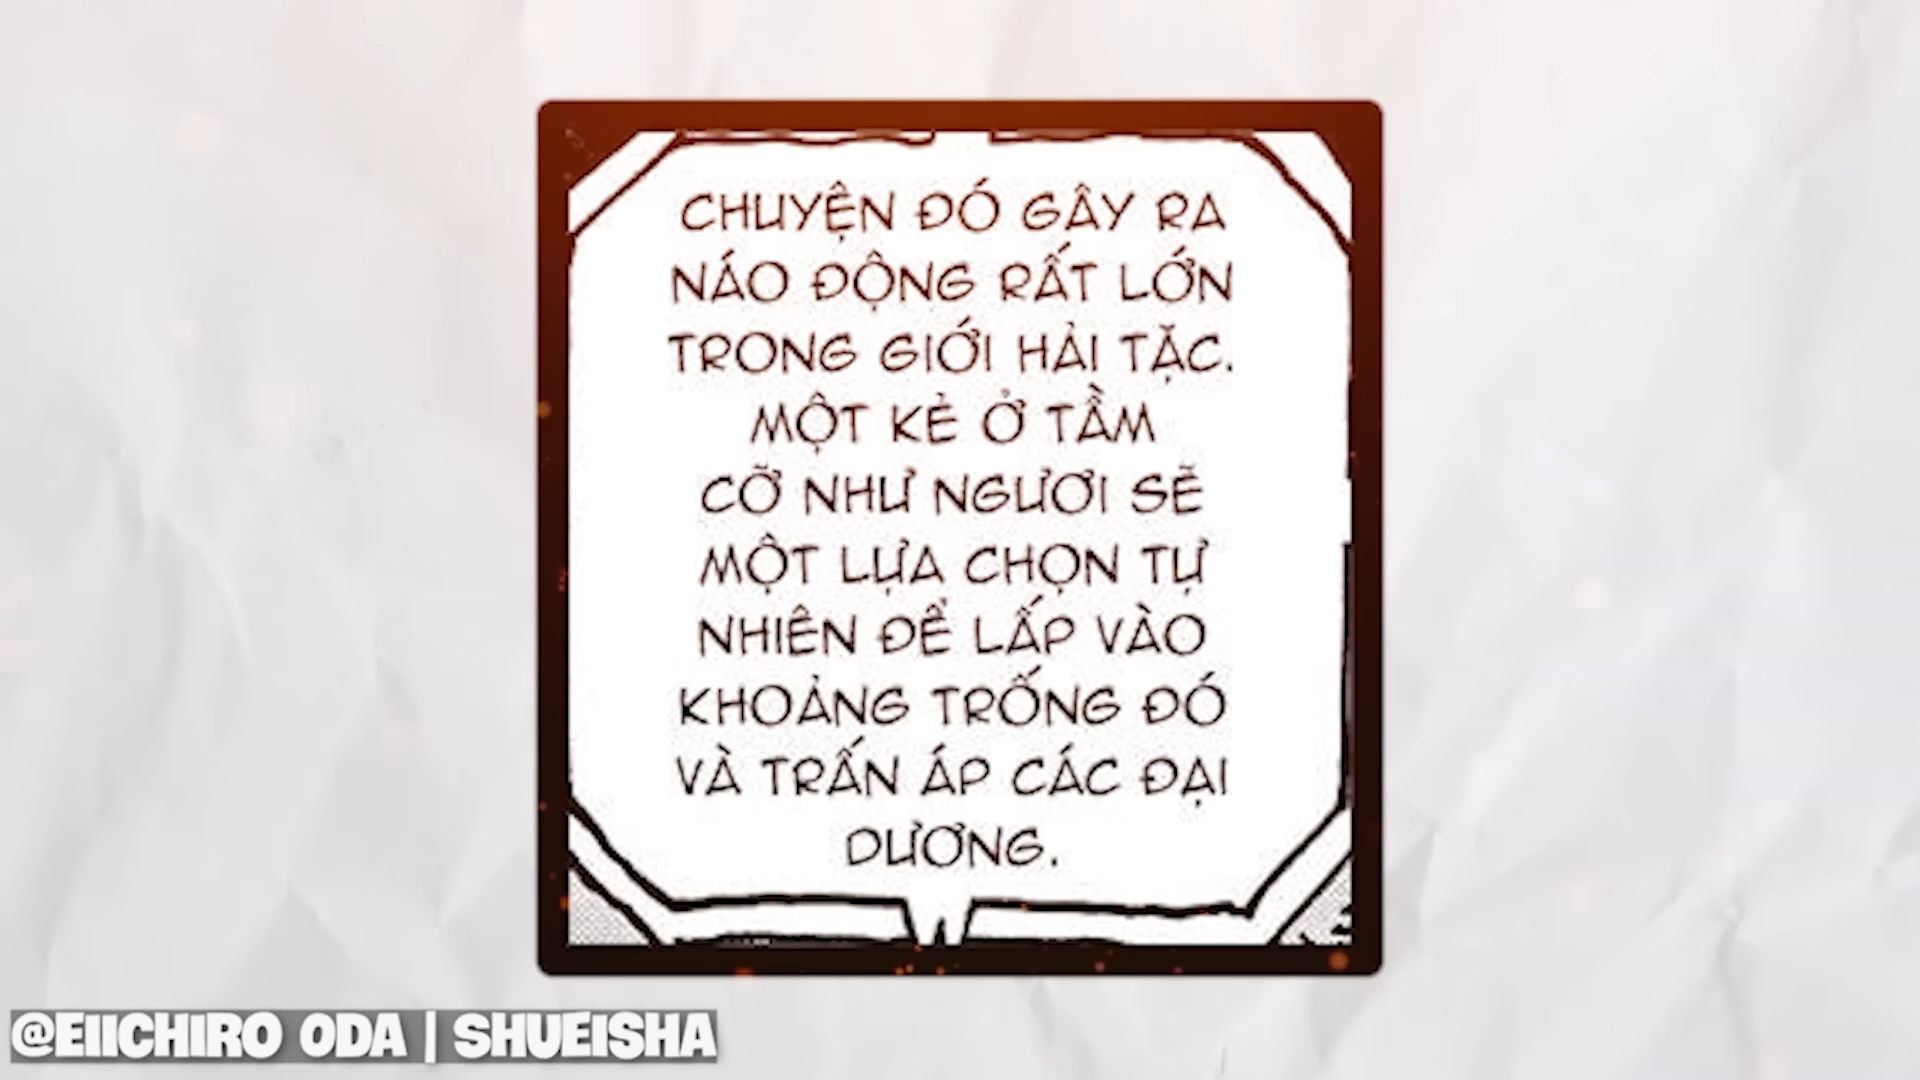 CHUYỆN ĐÓ GÂY RA
NÁO ĐỘNG RẤT LỚN
TRONG GIỚI HẢI TẶC.
MỘT KẺ Ở TẦM
CỠ NHƯ NGƯƠI SẼ
MỘT LỰA CHỌN TỰ
NHIÊN ĐỂ LẤP VÀO
KHOẢNG TRỐNG ĐÓ
VÀ TRẤN ÁP CÁC ĐẠI
DƯƠNG.
@EIICHIRO ODA | SHUEISHA